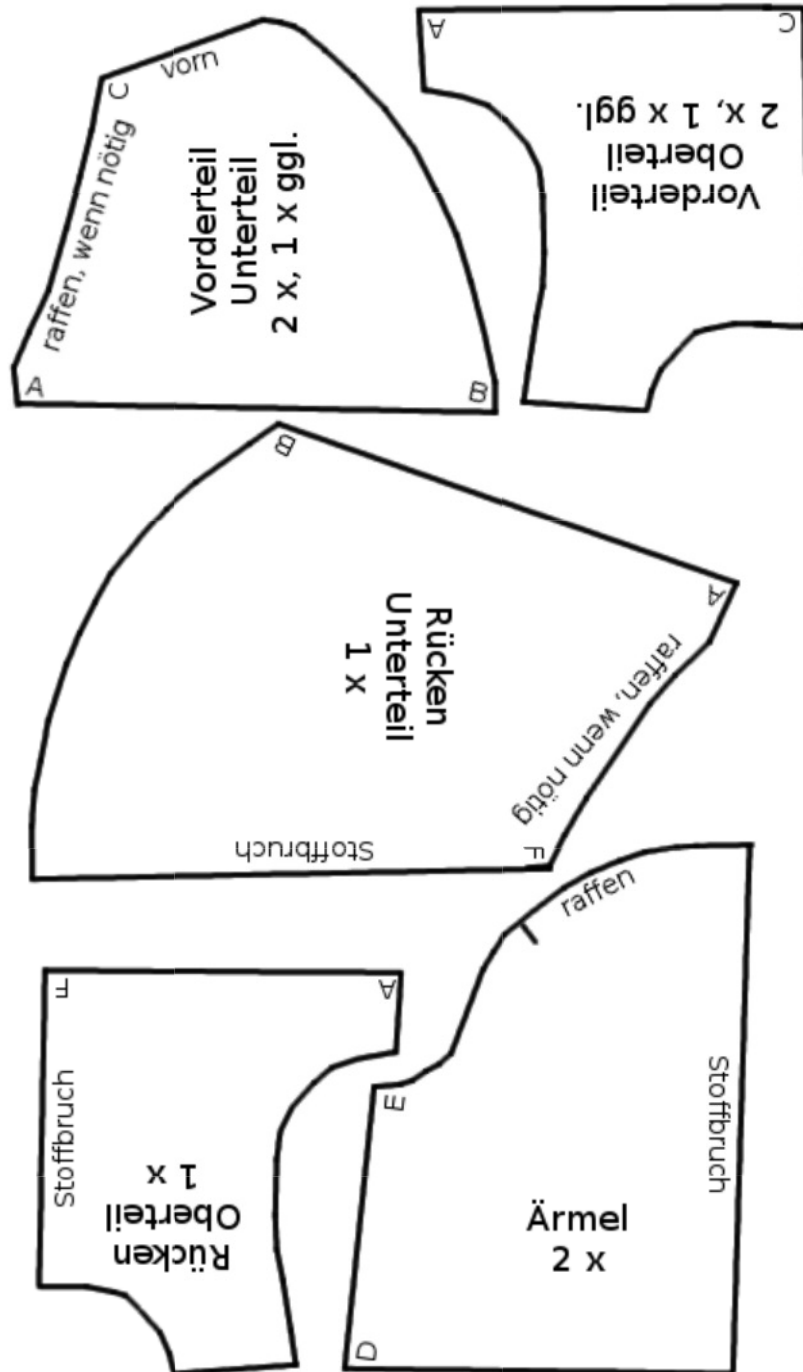 vorn
C
raffen, wenn nötig
Vorderteil
Unterteil
2 x, 1 x ggl.
A
B
A
C
Vorderteil
Oberteil
2 x, 1 x ggl.
B
A
Rücken
Unterteil
1 x
raffen, wenn nötig
Stoffbruch
F
F
A
Stoffbruch
Rücken
Oberteil
1 x
raffen
E
Stoffbruch
Ärmel
2 x
D